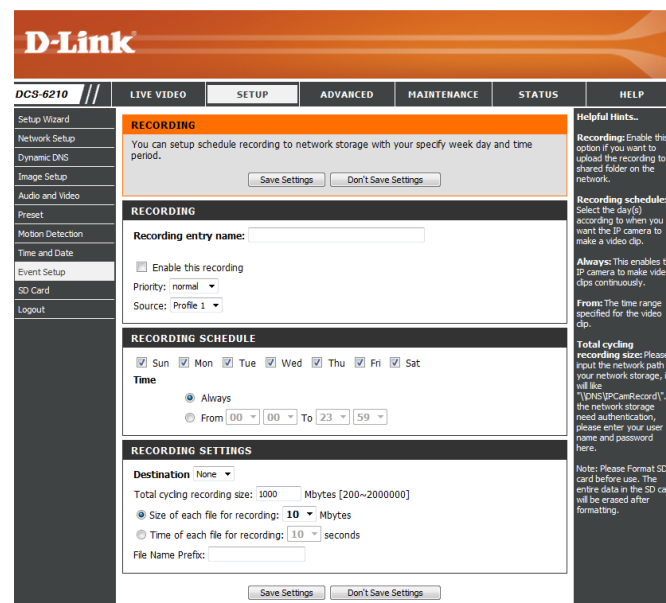 D-Link
DCS-6210 LIVE VIDEO SETUP ADVANCED MAINTENANCE STATUS HELP
Setup Wizard
Network Setup
Dynamic DNS
Image Setup
Audio and Video
Preset
Motion Detection
Time and Date
Event Setup
SD Card
Logout
RECORDING
You can setup schedule recording to network storage with your specify week day and time
period.
Save Settings Don't Save Settings
RECORDING
Recording entry name:
Enable this recording
Priority: normal
Source: Profile 1
RECORDING SCHEDULE
Sun Mon Tue Wed Thu Fri Sat
Time
Always
From 00 00 To 23 59
RECORDING SETTINGS
Destination None
Total cycling recording size: 1000 Mbytes [200~2000000]
Size of each file for recording: 10 Mbytes
Time of each file for recording: 10 seconds
File Name Prefix:
Save Settings Don't Save Settings
Helpful Hints..
Recording: Enable this
option if you want to
upload the recording to
shared folder on the
network.
Recording schedule:
Select the day(s)
according to when you
want the IP camera to
make a video clip.
Always: This enables
IP camera to make
clips continuously.
From: The time range
specified for the video
clip.
Total cycling
recording size: Please
input the network path
your network storage,
will like
"\\DNS\IPCamRecord\".
the network storage
need authentication,
please enter your user
name and password
here.
Note: Please Format SD
card before use. The
entire data in the SD
will be erased after
formatting.